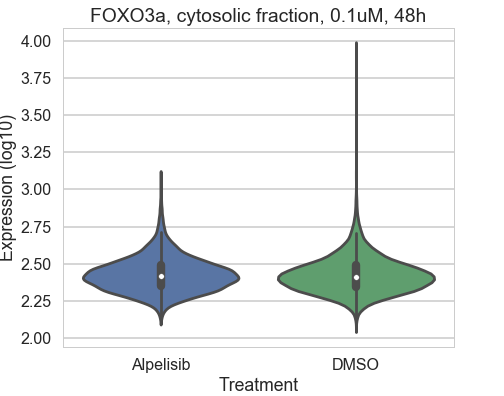 FOXO3a, cytosolic fraction, 0.1uM, 48h
4.00
3.75
3.50
3.25
3.00
2.75
2.50
2.25
2.00
Expression (log10)
Alpelisib DMSO
Treatment